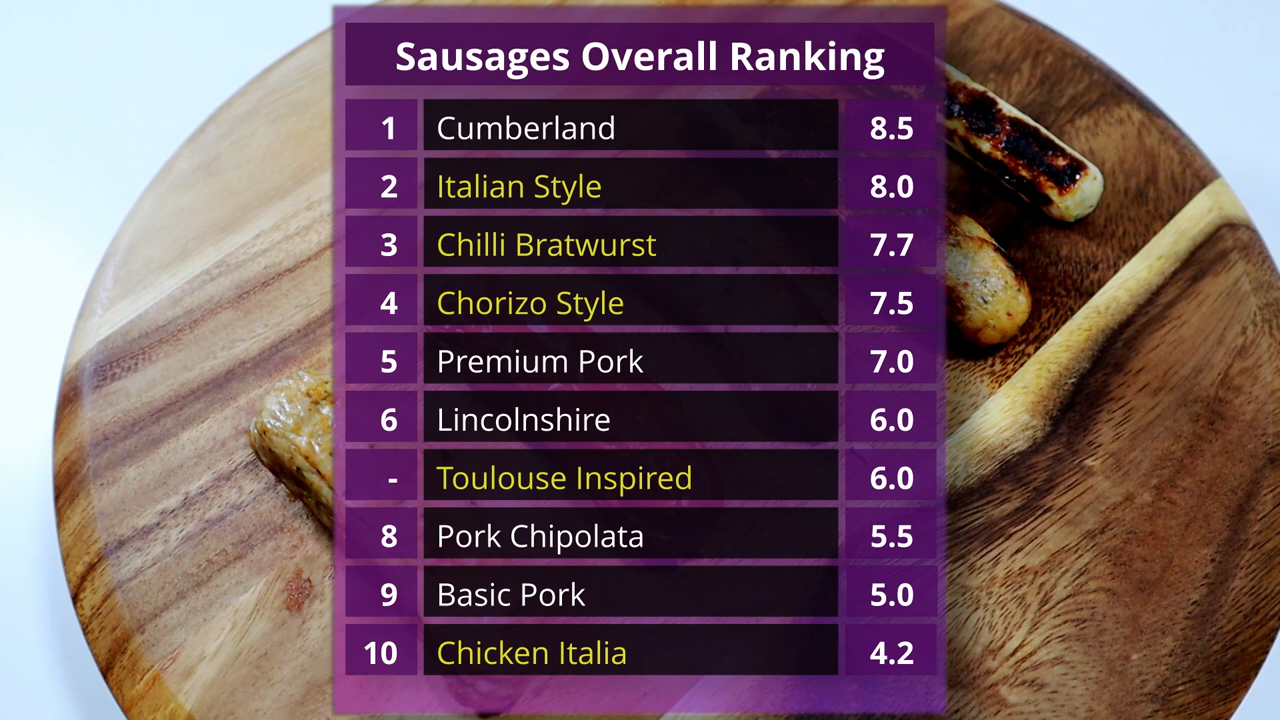 Sausages Overall Ranking
1 Cumberland 8.5
2 Italian Style 8.0
3 Chilli Bratwurst 7.7
4 Chorizo Style 7.5
5 Premium Pork 7.0
6 Lincolnshire 6.0
- Toulouse Inspired 6.0
8 Pork Chipolata 5.5
9 Basic Pork 5.0
10 Chicken Italia 4.2